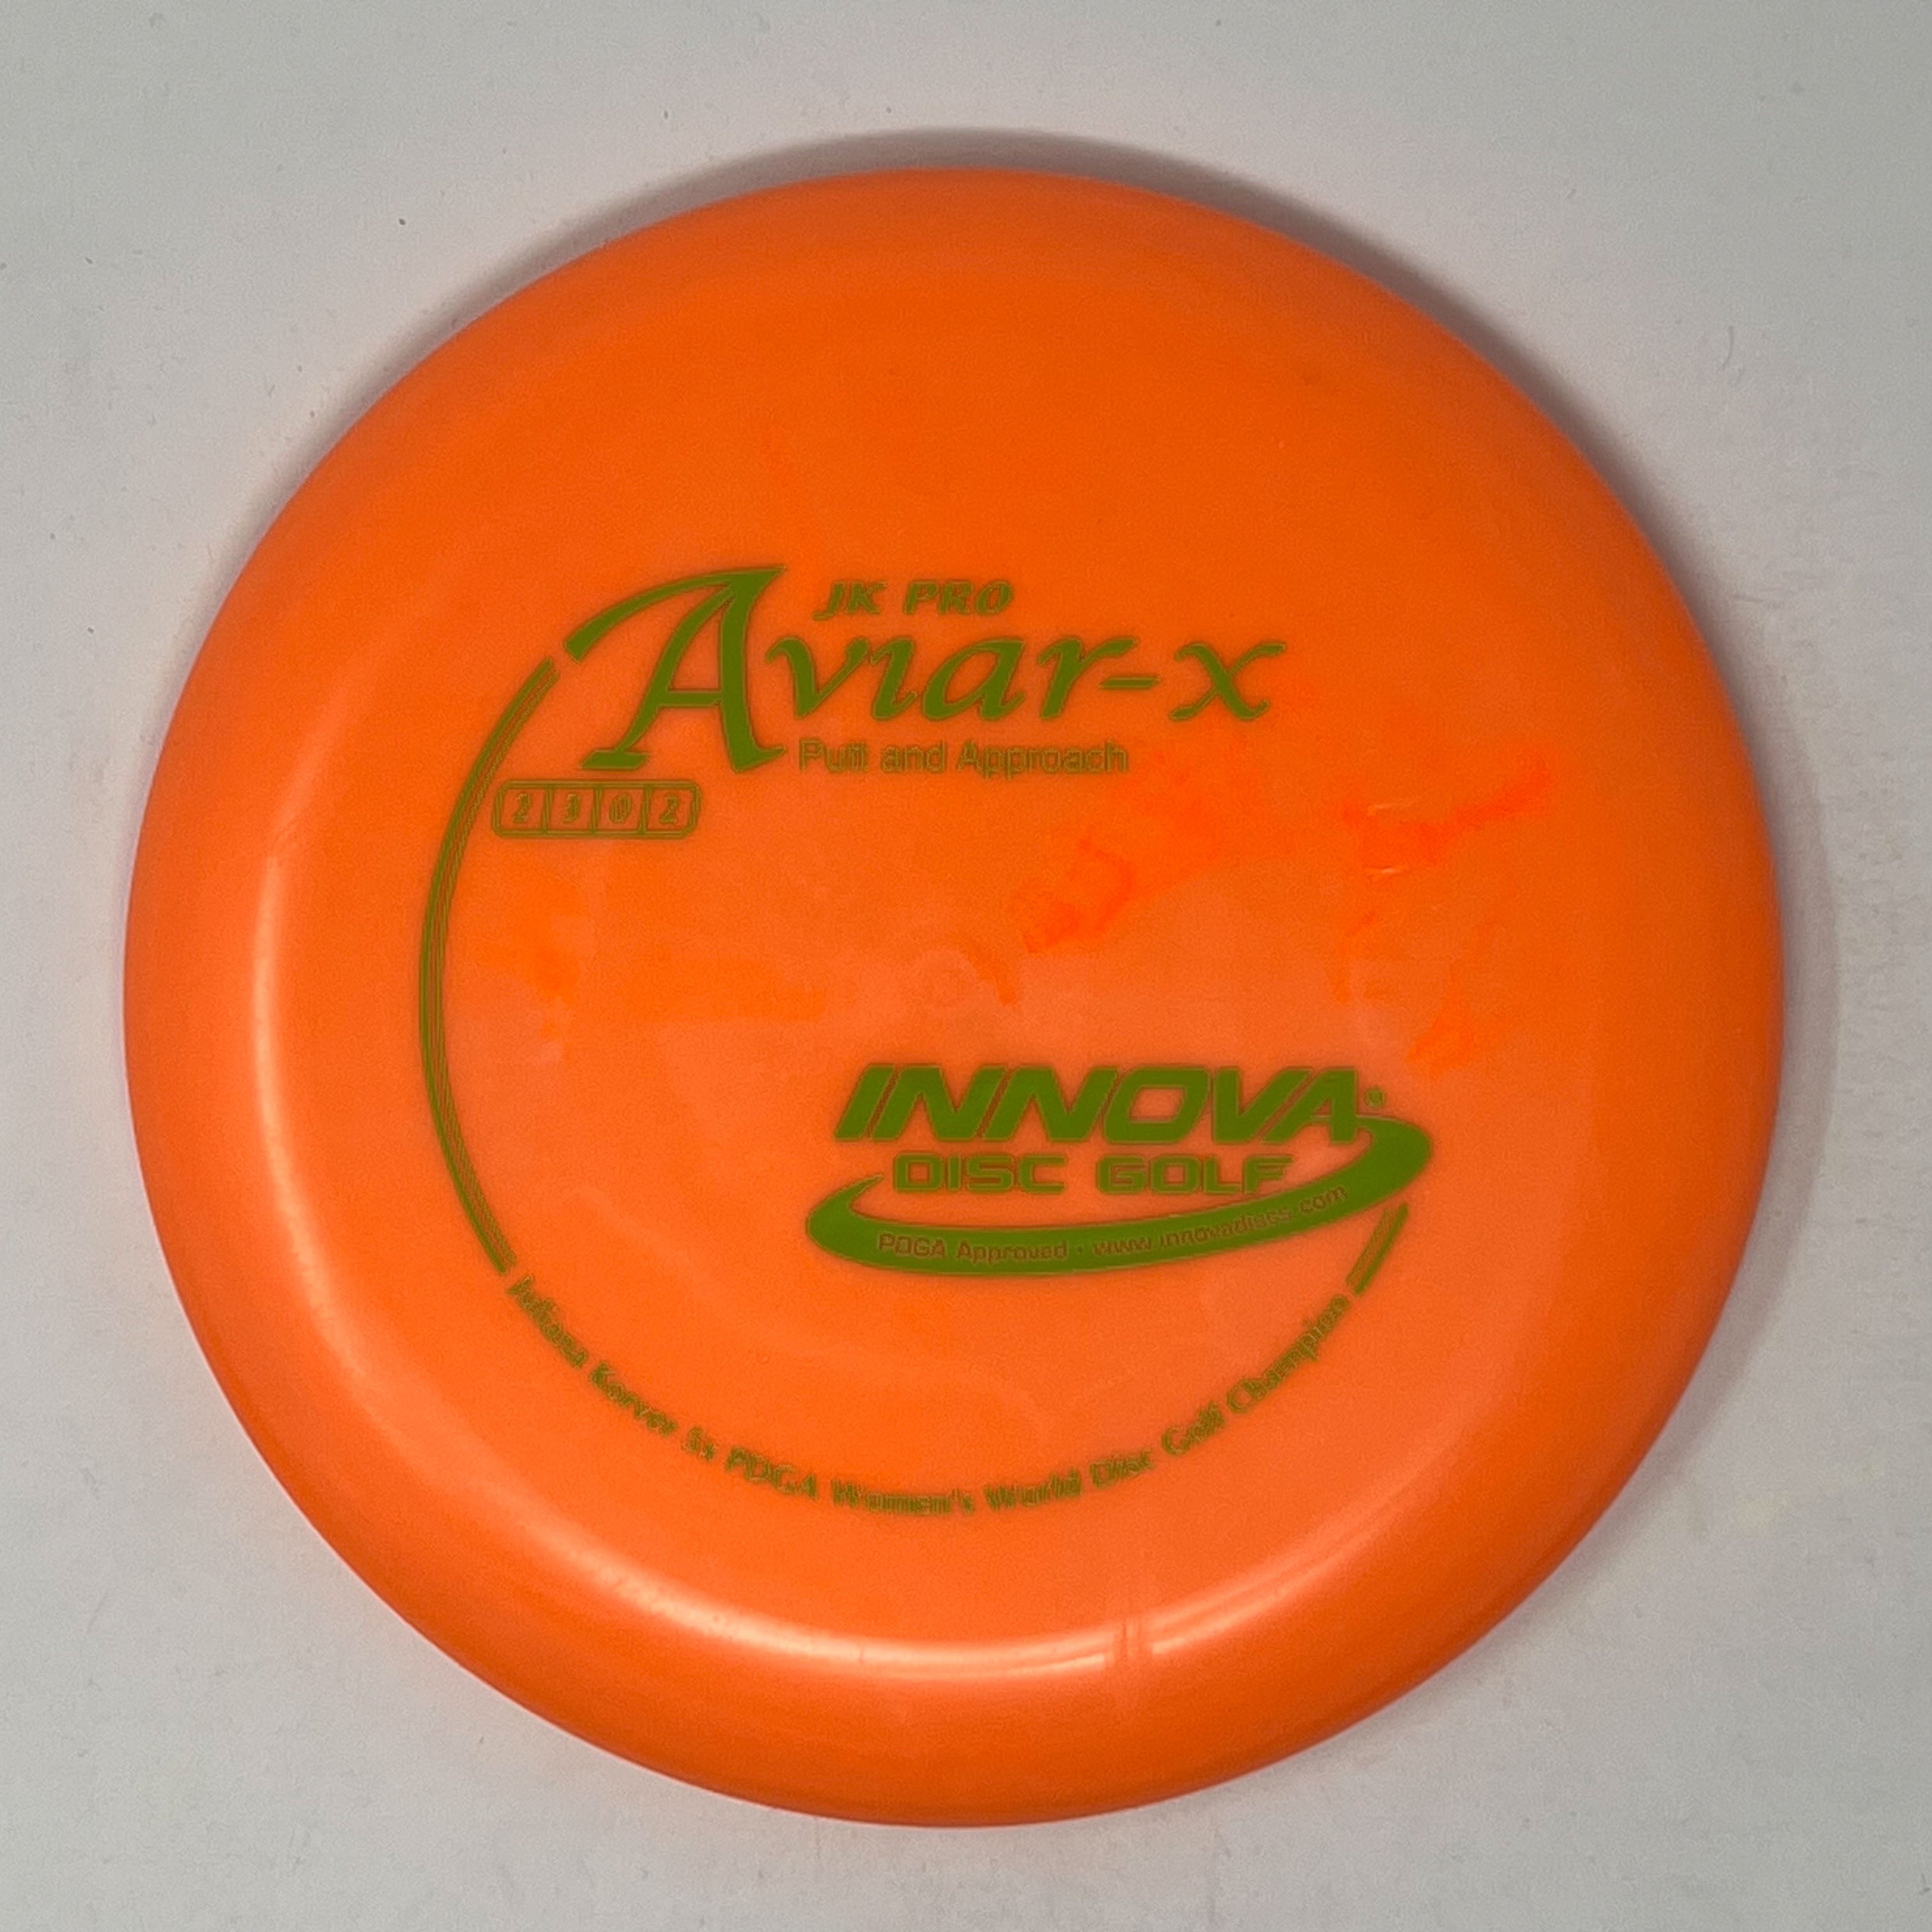 JK PRO
Aviar-x
Putt and Approach
2 3 0 2
INNOVA®
DISC GOLF
PDGA Approved · www.innovadiscs.com
Juliana Korver 5x PDGA Women's World Disc Golf Champion